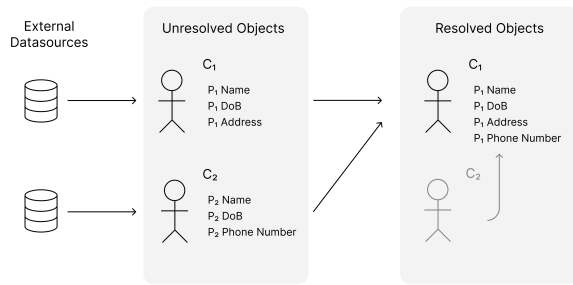 External
Datasources
Unresolved Objects
C₁
P₁ Name
P₁ DoB
P₁ Address
C₂
P₂ Name
P₂ DoB
P₂ Phone Number
Resolved Objects
C₁
P₁ Name
P₁ DoB
P₁ Address
P₁ Phone Number
C₂